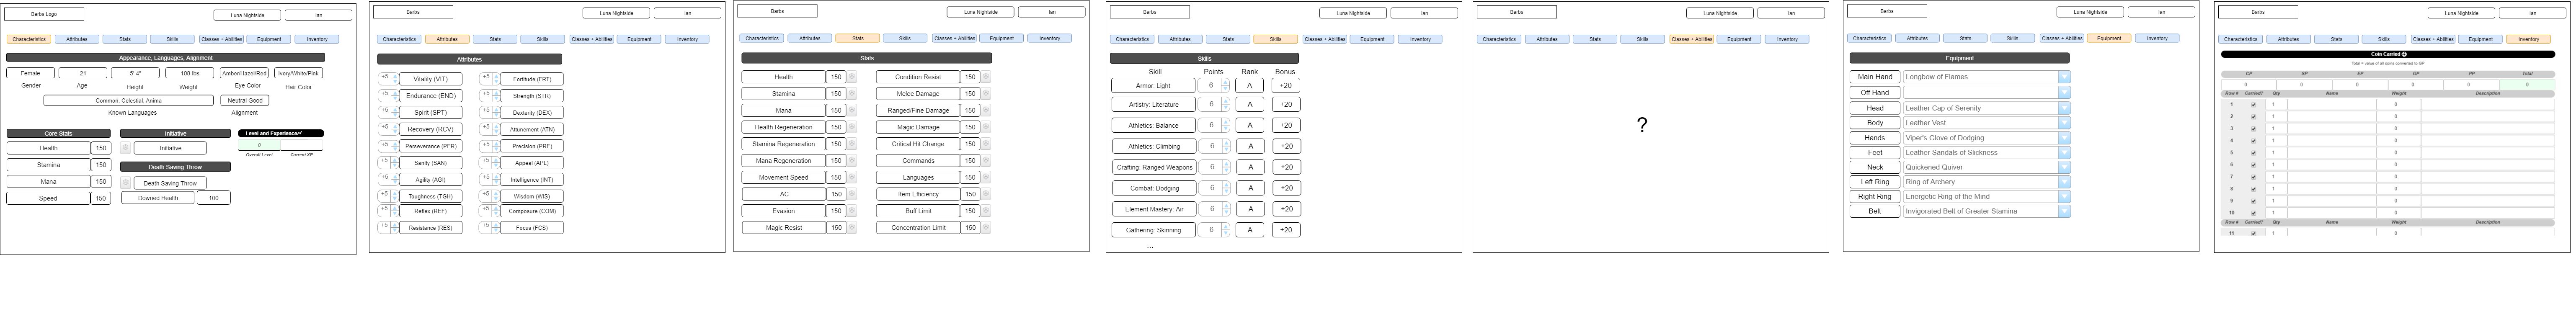 Barbs Logo
Luna Nightside
Ian
Characteristics Attributes Stats Skills Classes + Abilities Equipment Inventory
Appearance, Languages, Alignment
Female 21 5' 4" 108 lbs Amber/Hazel/Red Ivory/White/Pink
Gender Age Height Weight Eye Color Hair Color
Common, Celestial, Anima Neutral Good
Known Languages Alignment
Core Stats Initiative Level and Experience
Health 150 Initiative 0
Overall Level Current XP
Stamina 150 Death Saving Throw
Mana 150 Death Saving Throw
Speed 150 Downed Health 100
Barbs
Luna Nightside
Ian
Characteristics Attributes Stats Skills Classes + Abilities Equipment Inventory
Attributes
+5 Vitality (VIT) +5 Fortitude (FRT)
+5 Endurance (END) +5 Strength (STR)
+5 Spirit (SPT) +5 Dexterity (DEX)
+5 Recovery (RCV) +5 Attunement (ATN)
+5 Perseverance (PER) +5 Precision (PRE)
+5 Sanity (SAN) +5 Appeal (APL)
+5 Agility (AGI) +5 Intelligence (INT)
+5 Toughness (TGH) +5 Wisdom (WIS)
+5 Reflex (REF) +5 Composure (COM)
+5 Resistance (RES) +5 Focus (FCS)
Barbs
Luna Nightside
Ian
Characteristics Attributes Stats Skills Classes + Abilities Equipment Inventory
Stats
Health 150 Condition Resist 150
Stamina 150 Melee Damage 150
Mana 150 Ranged/Fine Damage 150
Health Regeneration 150 Magic Damage 150
Stamina Regeneration 150 Critical Hit Change 150
Mana Regeneration 150 Commands 150
Movement Speed 150 Languages 150
AC 150 Item Efficiency 150
Evasion 150 Buff Limit 150
Magic Resist 150 Concentration Limit 150
Barbs
Luna Nightside
Ian
Characteristics Attributes Stats Skills Classes + Abilities Equipment Inventory
Skills
Skill Points Rank Bonus
Armor: Light 6 A +20
Artistry: Literature 6 A +20
Athletics: Balance 6 A +20
Athletics: Climbing 6 A +20
Crafting: Ranged Weapons 6 A +20
Combat: Dodging 6 A +20
Element Mastery: Air 6 A +20
Gathering: Skinning 6 A +20
...
Barbs
Luna Nightside
Ian
Characteristics Attributes Stats Skills Classes + Abilities Equipment Inventory
?
Barbs
Luna Nightside
Ian
Characteristics Attributes Stats Skills Classes + Abilities Equipment Inventory
Equipment
Main Hand Longbow of Flames
Off Hand
Head Leather Cap of Serenity
Body Leather Vest
Hands Viper's Glove of Dodging
Feet Leather Sandals of Slickness
Neck Quickened Quiver
Left Ring Ring of Archery
Right Ring Energetic Ring of the Mind
Belt Invigorated Belt of Greater Stamina
Barbs
Luna Nightside
Ian
Characteristics Attributes Stats Skills Classes + Abilities Equipment Inventory
Coin Carried
Total = value of all coins converted to GP
CP SP EP GP PP Total
0 0 0 0 0 0
Row # Carried? Qty Name Weight Description
1 1 0
2 1 0
3 1 0
4 1 0
5 1 0
6 1 0
7 1 0
8 1 0
9 1 0
10 1 0
Row # Carried? Qty Name Weight Description
11 1 0